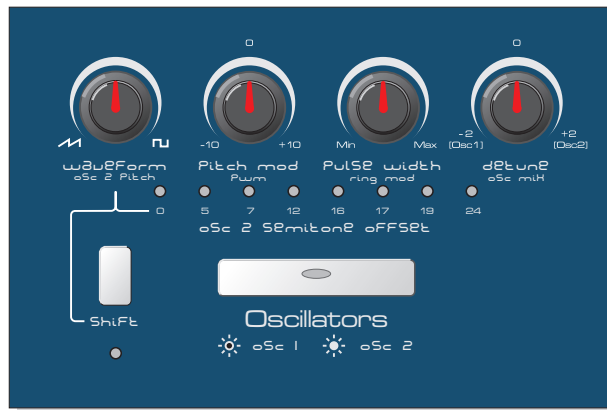 0 0
-10 +10 Min Max -2 +2
(Osc1) (Osc2)
waveform Pitch mod Pulse width detune
oSc 2 Pitch Pwm ring mod oSc mix
0 5 7 12 16 17 19 24
oSc 2 Semitone oFFSet
Oscillators
ShiFt
oSc 1 oSc 2